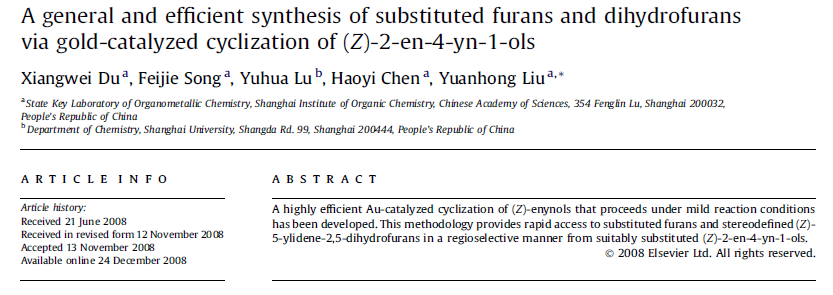 A general and efficient synthesis of substituted furans and dihydrofurans
via gold-catalyzed cyclization of (Z)-2-en-4-yn-1-ols
Xiangwei Du a, Feijie Song a, Yuhua Lu b, Haoyi Chen a, Yuanhong Liu a,*
a State Key Laboratory of Organometallic Chemistry, Shanghai Institute of Organic Chemistry, Chinese Academy of Sciences, 354 Fenglin Lu, Shanghai 200032,
People's Republic of China
b Department of Chemistry, Shanghai University, Shangda Rd. 99, Shanghai 200444, People's Republic of China
ARTICLE INFO
Article history:
Received 21 June 2008
Received in revised form 12 November 2008
Accepted 13 November 2008
Available online 24 December 2008
ABSTRACT
A highly efficient Au-catalyzed cyclization of (Z)-enynols that proceeds under mild reaction conditions
has been developed. This methodology provides rapid access to substituted furans and stereodefined (Z)-
5-ylidene-2,5-dihydrofurans in a regioselective manner from suitably substituted (Z)-2-en-4-yn-1-ols.
© 2008 Elsevier Ltd. All rights reserved.